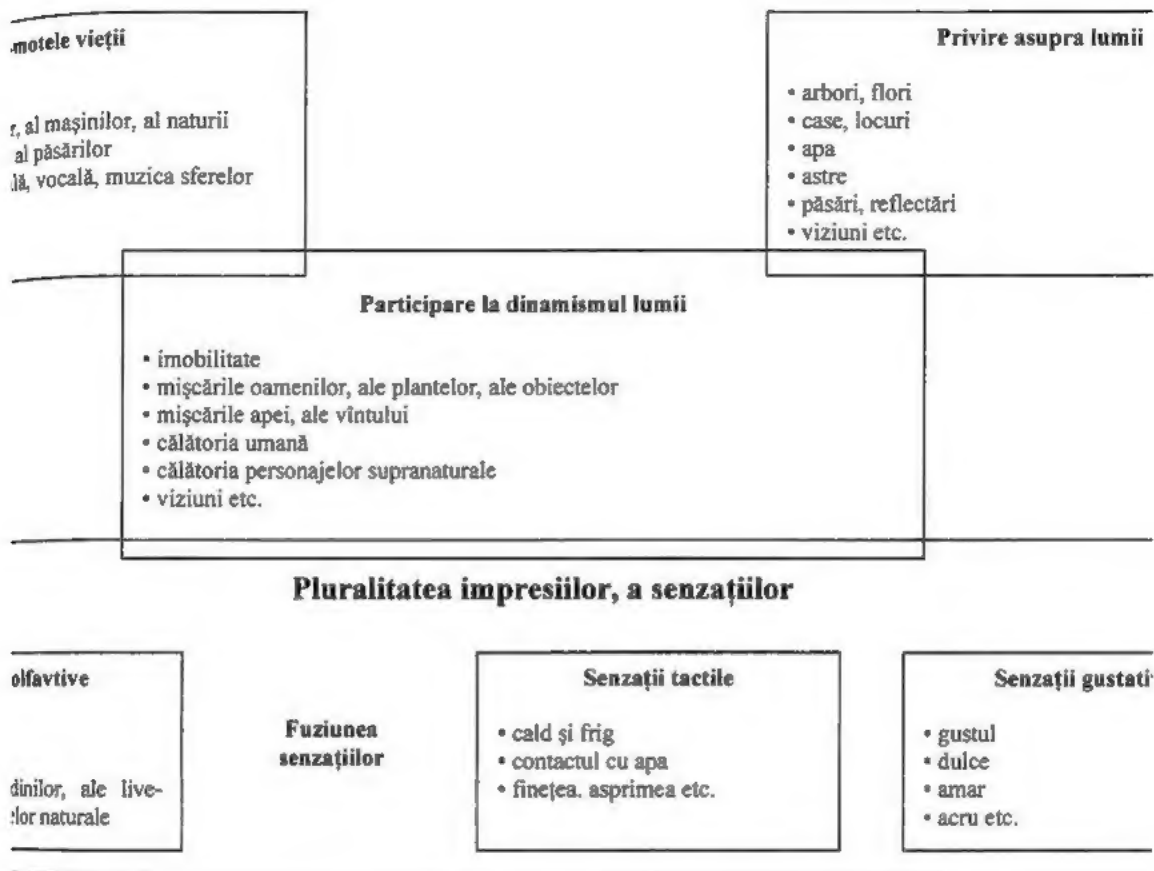 motele vieții
, al mașinilor, al naturii
al păsărilor
lă, vocală, muzica sferelor
Privire asupra lumii
• arbori, flori
• case, locuri
• apa
• astre
• păsări, reflectări
• viziuni etc.
Participare la dinamismul lumii
• imobilitate
• mișcările oamenilor, ale plantelor, ale obiectelor
• mișcările apei, ale vîntului
• călătoria umană
• călătoria personajelor supranaturale
• viziuni etc.
Pluralitatea impresiilor, a senzațiilor
olfavtive
dinilor, ale live-
lor naturale
Fuziunea
senzațiilor
Senzații tactile
• cald și frig
• contactul cu apa
• finețea. asprimea etc.
Senzații gustati
• gustul
• dulce
• amar
• acru etc.